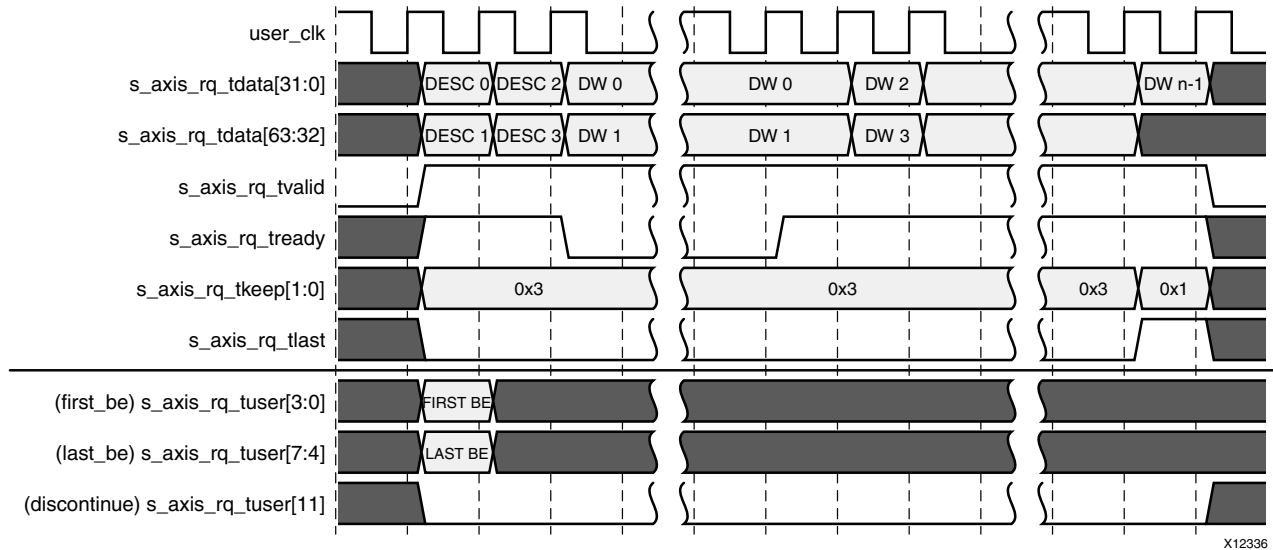 user_clk
s_axis_rq_tdata[31:0] DESC 0 DESC 2 DW 0 DW 0 DW 2 DW n-1
s_axis_rq_tdata[63:32] DESC 1 DESC 3 DW 1 DW 1 DW 3
s_axis_rq_tvalid
s_axis_rq_tready
s_axis_rq_tkeep[1:0] 0x3 0x3 0x3 0x1
s_axis_rq_tlast
(first_be) s_axis_rq_tuser[3:0] FIRST BE
(last_be) s_axis_rq_tuser[7:4] LAST BE
(discontinue) s_axis_rq_tuser[11]
X12336